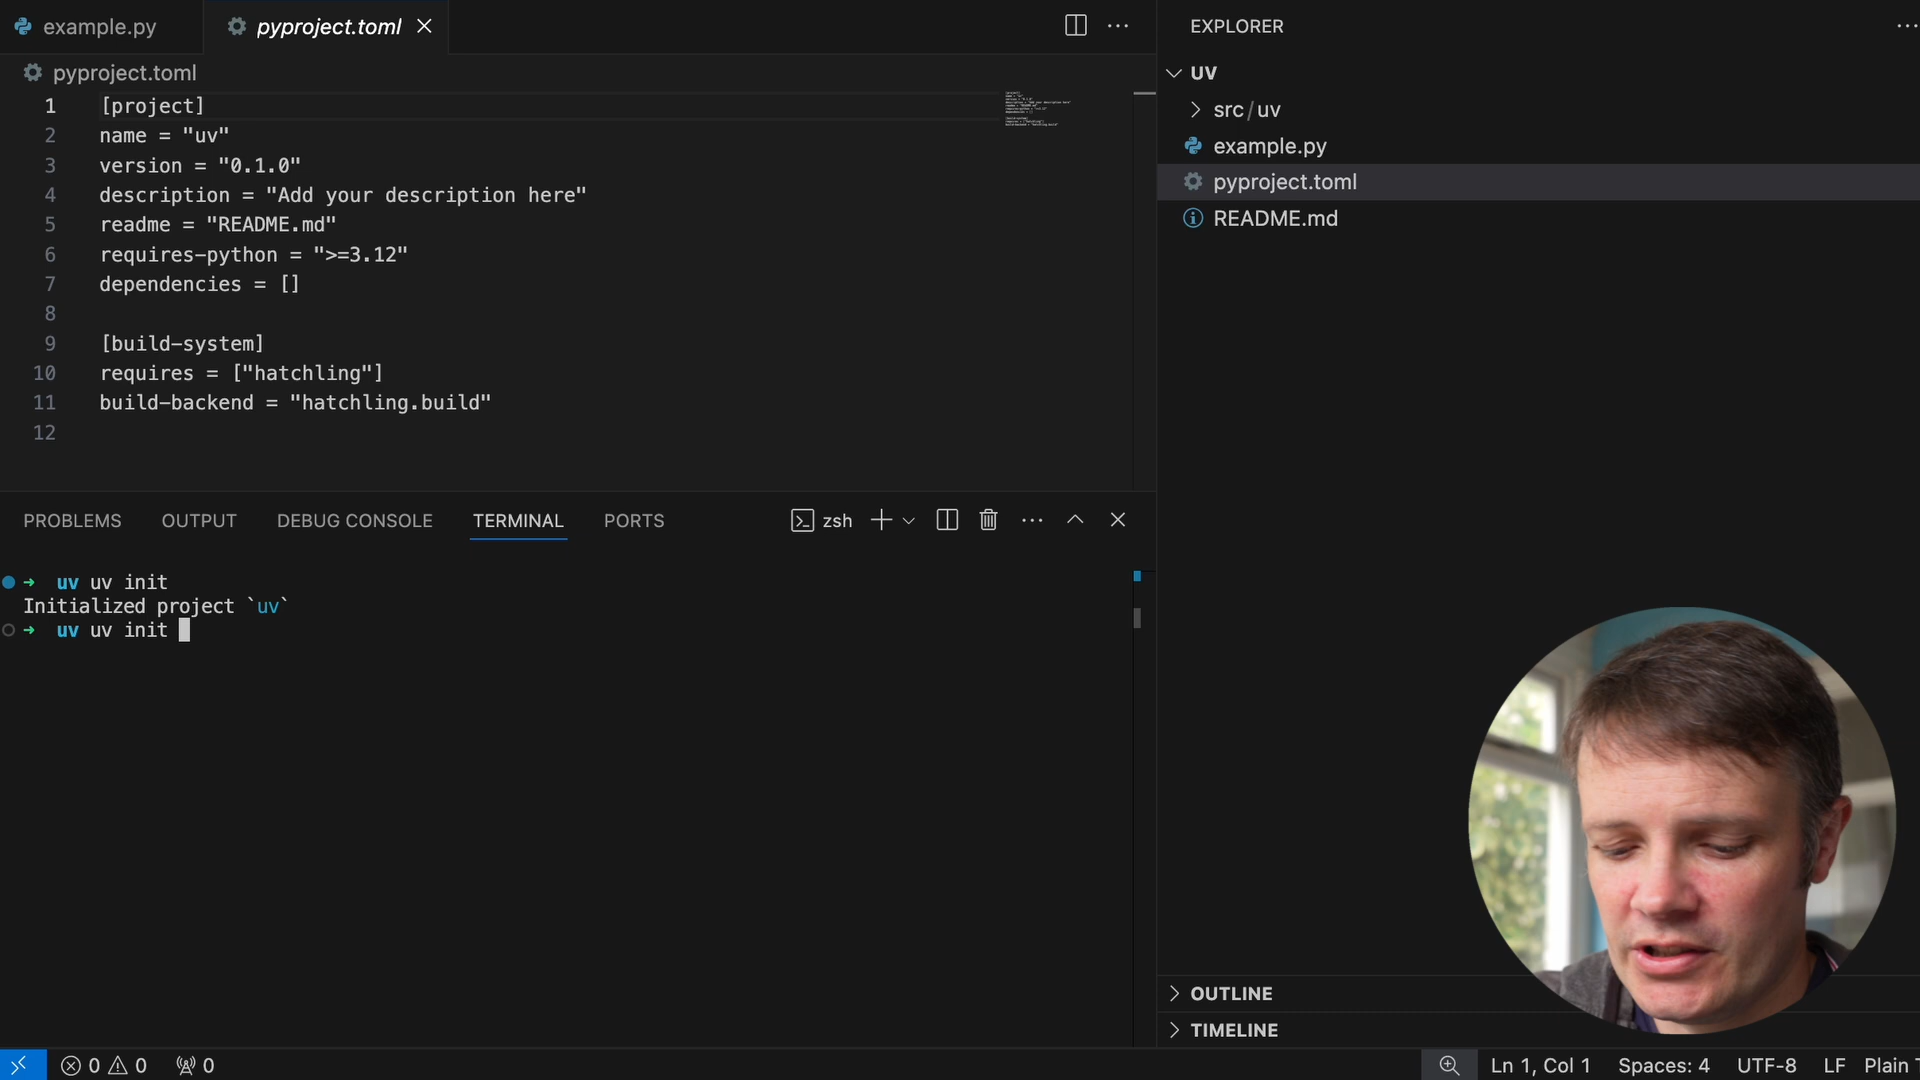 example.py
pyproject.toml
pyproject.toml
1 [project]
2 name = "uv"
3 version = "0.1.0"
4 description = "Add your description here"
5 readme = "README.md"
6 requires-python = ">=3.12"
7 dependencies = []
8
9 [build-system]
10 requires = ["hatchling"]
11 build-backend = "hatchling.build"
12
PROBLEMS OUTPUT DEBUG CONSOLE TERMINAL PORTS zsh
➜ uv uv init
Initialized project `uv`
➜ uv uv init
EXPLORER
UV
src/uv
example.py
pyproject.toml
README.md
OUTLINE
TIMELINE
0 0 0 Ln 1, Col 1 Spaces: 4 UTF-8 LF Plain T